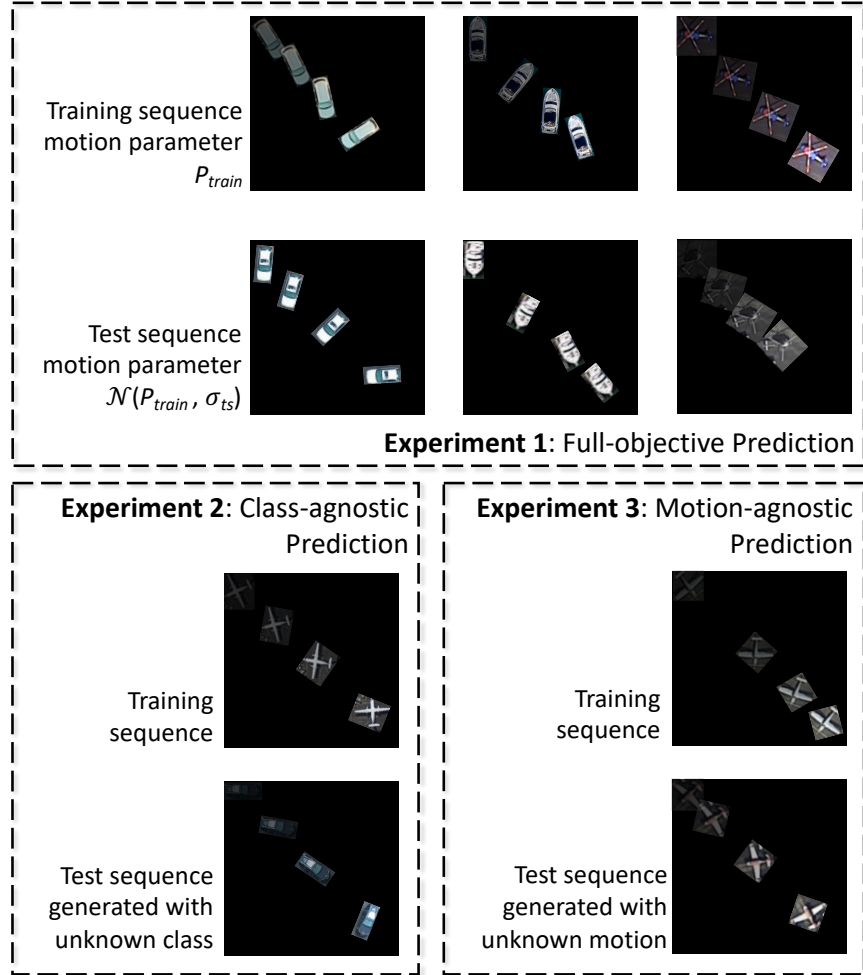 Training sequence
motion parameter
P_train
Test sequence
motion parameter
𝒩(P_train , σ_ts)
Experiment 1: Full-objective Prediction
Experiment 2: Class-agnostic
Prediction
Training
sequence
Test sequence
generated with
unknown class
Experiment 3: Motion-agnostic
Prediction
Training
sequence
Test sequence
generated with
unknown motion